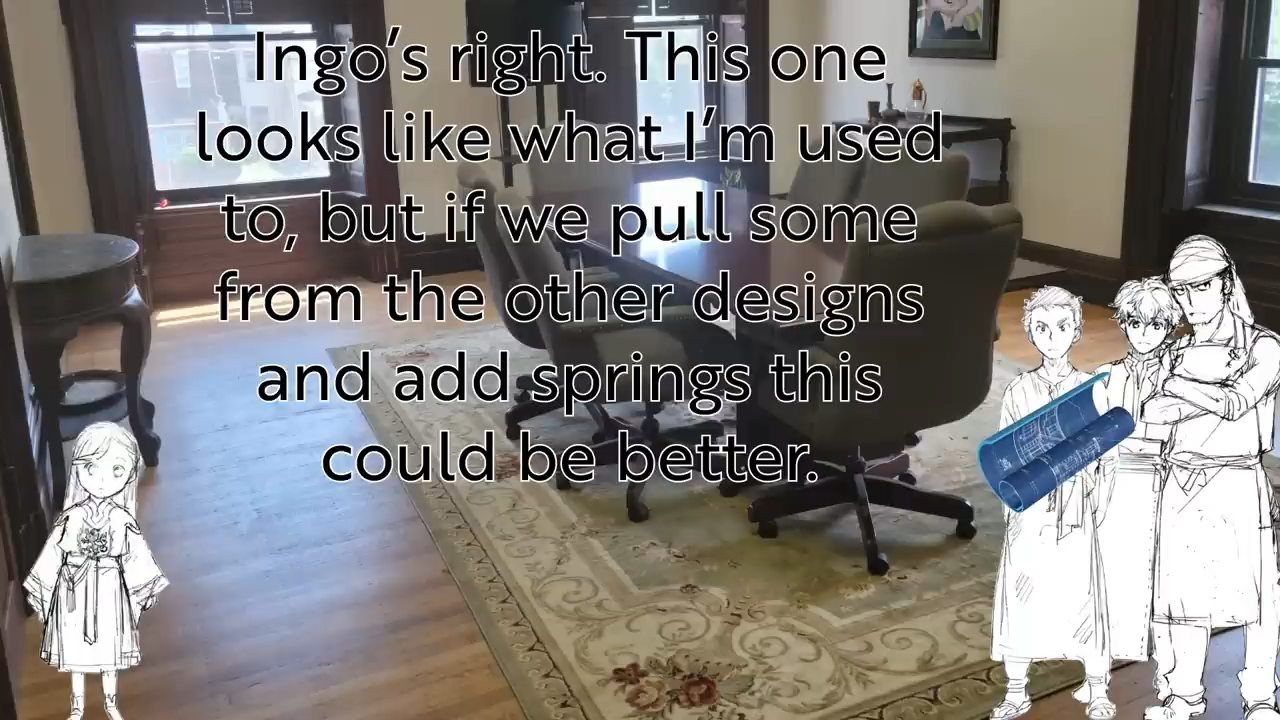 Ingo's right. This one
looks like what I'm used
to, but if we pull some
from the other designs
and add springs this
could be better.